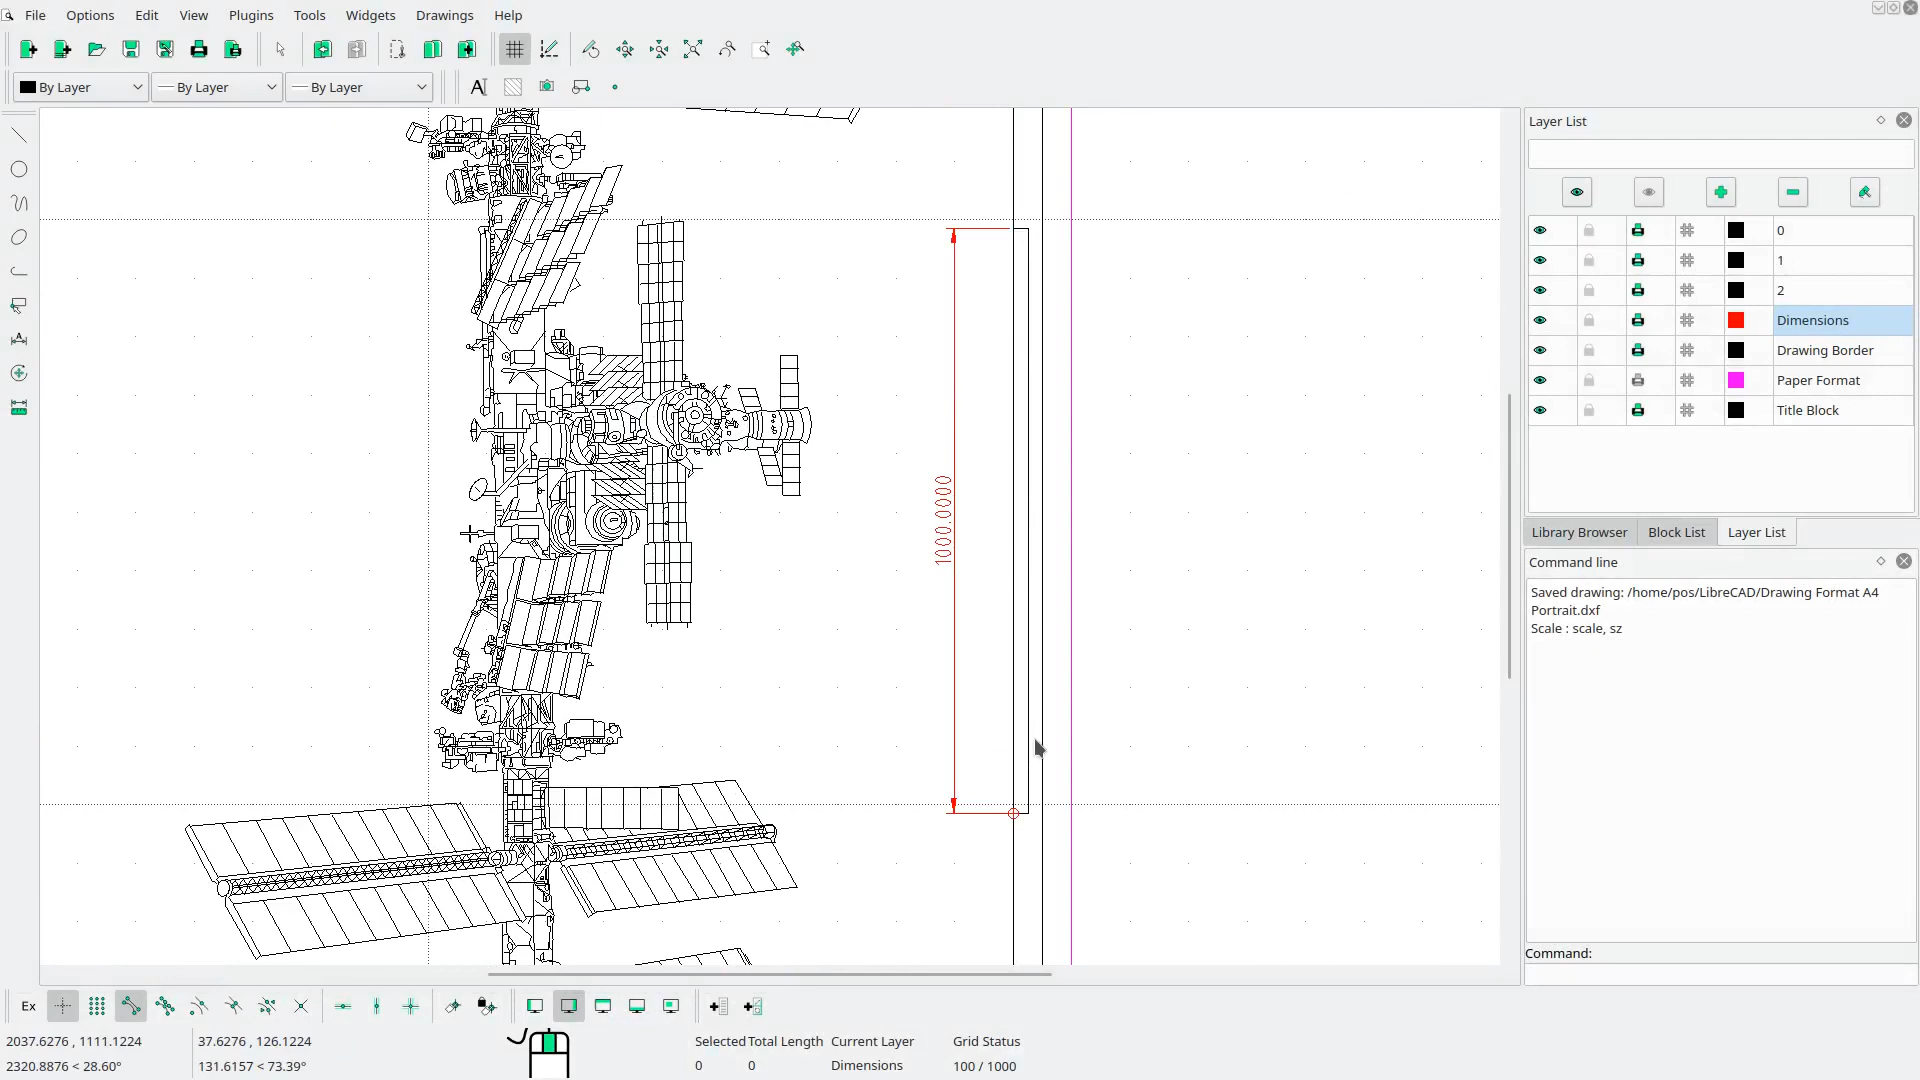 File Options Edit View Plugins Tools Widgets Drawings Help
By Layer By Layer By Layer
A
Layer List
0
1
2
Dimensions
Drawing Border
Paper Format
Title Block
1000.0000
Library Browser Block List Layer List
Command line
Saved drawing: /home/pos/LibreCAD/Drawing Format A4
Portrait.dxf
Scale : scale, sz
Command:
Ex
2037.6276 , 1111.1224 37.6276 , 126.1224 Selected Total Length Current Layer Grid Status
2320.8876 < 28.60° 131.6157 < 73.39° 0 0 Dimensions 100 / 1000